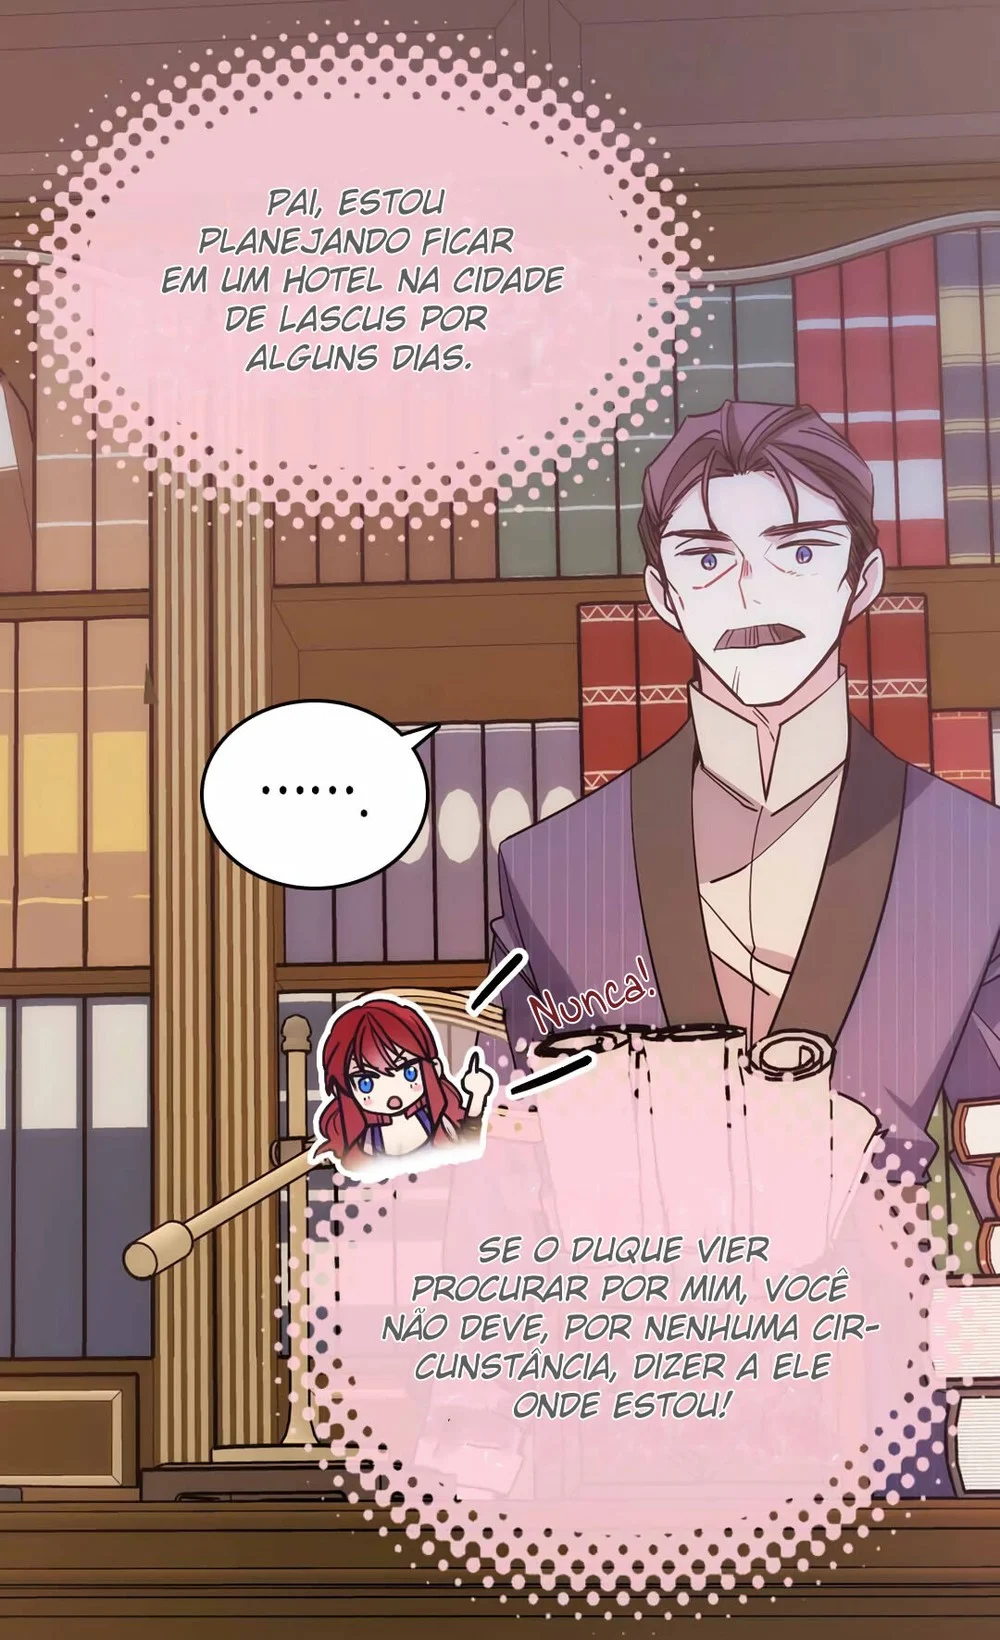 PAI, ESTOU
PLANEJANDO FICAR
EM UM HOTEL NA CIDADE
DE LASCUS POR
ALGUNS DIAS.
.......
Nunca!
SE O DUQUE VIER
PROCURAR POR MIM, VOCÊ
NÃO DEVE, POR NENHUMA CIR-
CUNSTÂNCIA, DIZER A ELE
ONDE ESTOU!